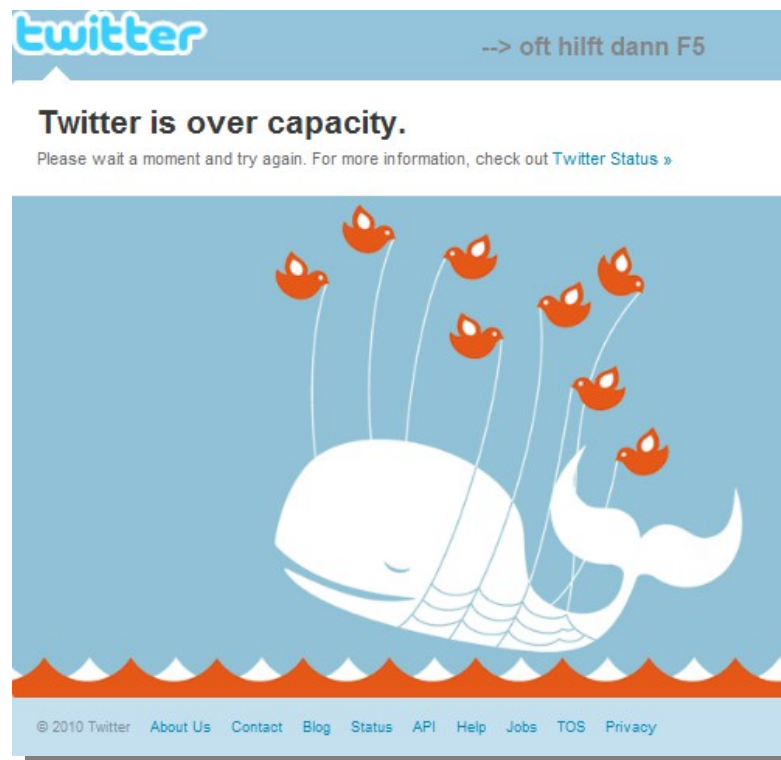 twitter
--> oft hilft dann F5
Twitter is over capacity.
Please wait a moment and try again. For more information, check out Twitter Status »
© 2010 Twitter About Us Contact Blog Status API Help Jobs TOS Privacy